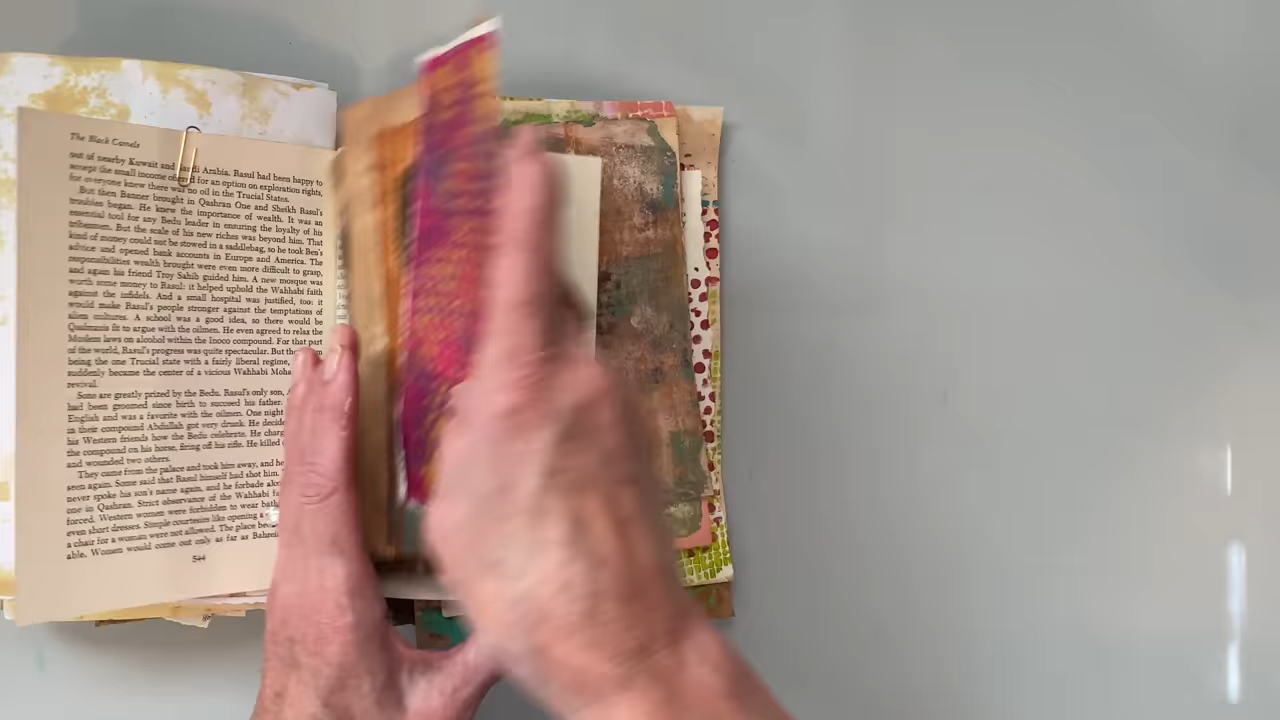 The Black Camels
out of nearby Kuwait and Saudi Arabia. Rasul had been happy to
accept the small income offered for an option on exploration rights,
for everyone knew there was no oil in the Trucial States.
But then Banner brought in Qashran One and Sheikh Rasul's
troubles began. He knew the importance of wealth. It was an
essential tool for any Bedu leader in ensuring the loyalty of his
tribesmen. But the scale of his new riches was beyond him. That
kind of money could not be stowed in a saddlebag, so he took Ben's
advice and opened bank accounts in Europe and America. The
responsibilities wealth brought were even more difficult to grasp,
and again his friend Troy Sahib guided him. A new mosque was
worth some money to Rasul: it helped uphold the Wahhabi faith
against the infidels. And a small hospital was justified, too: it
would make Rasul's people stronger against the temptations of
alien cultures. A school was a good idea, so there would be
fit to argue with the oilmen. He even agreed to relax the
Moslem laws on alcohol within the Inoco compound. For that part
of the world, Rasul's progress was quite spectacular. But the
being the one Trucial state with a fairly liberal regime,
suddenly became the center of a vicious Wahhabi Mohá
revival.
Sons are greatly prized by the Bedu. Rasul's only son, A
had been groomed since birth to succeed his father.
English and was a favorite with the oilmen. One night
in their compound Abdullah got very drunk. He decide
his Western friends how the Bedu celebrate. He charg
the compound on his horse, firing off his rifle. He killed
and wounded two others.
They came from the palace and took him away, and he
seen again. Some said that Rasul himself had shot him.
never spoke his son's name again, and he forbade alc
one in Qashran. Strict observance of the Wahhabi fa
forced. Western women were forbidden to wear bath
even short dresses. Simple courtesies like opening a
a chair for a woman were not allowed. The place bec
able. Women would come out only as far as Bahrei
544